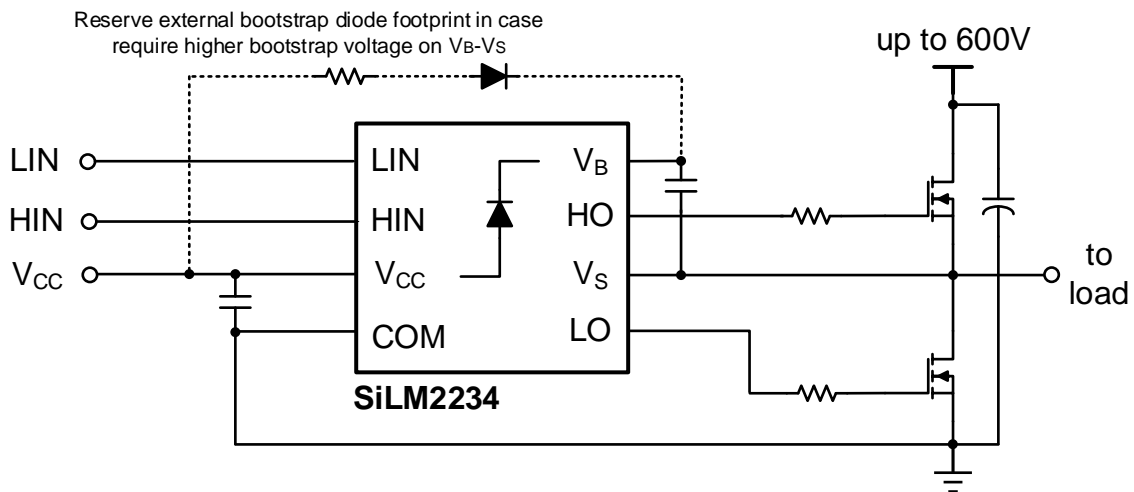 Reserve external bootstrap diode footprint in case
require higher bootstrap voltage on VB-VS
up to 600V
LIN
LIN
VB
HIN
HIN
HO
VCC
VCC
VS
to
load
COM
LO
SiLM2234